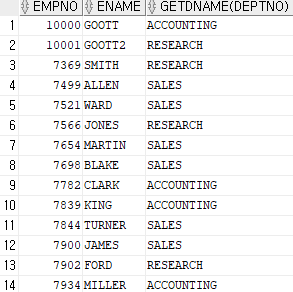 EMPNO ENAME GETDNAME(DEPTNO)
1 10000 GOOTT ACCOUNTING
2 10001 GOOTT2 RESEARCH
3 7369 SMITH RESEARCH
4 7499 ALLEN SALES
5 7521 WARD SALES
6 7566 JONES RESEARCH
7 7654 MARTIN SALES
8 7698 BLAKE SALES
9 7782 CLARK ACCOUNTING
10 7839 KING ACCOUNTING
11 7844 TURNER SALES
12 7900 JAMES SALES
13 7902 FORD RESEARCH
14 7934 MILLER ACCOUNTING